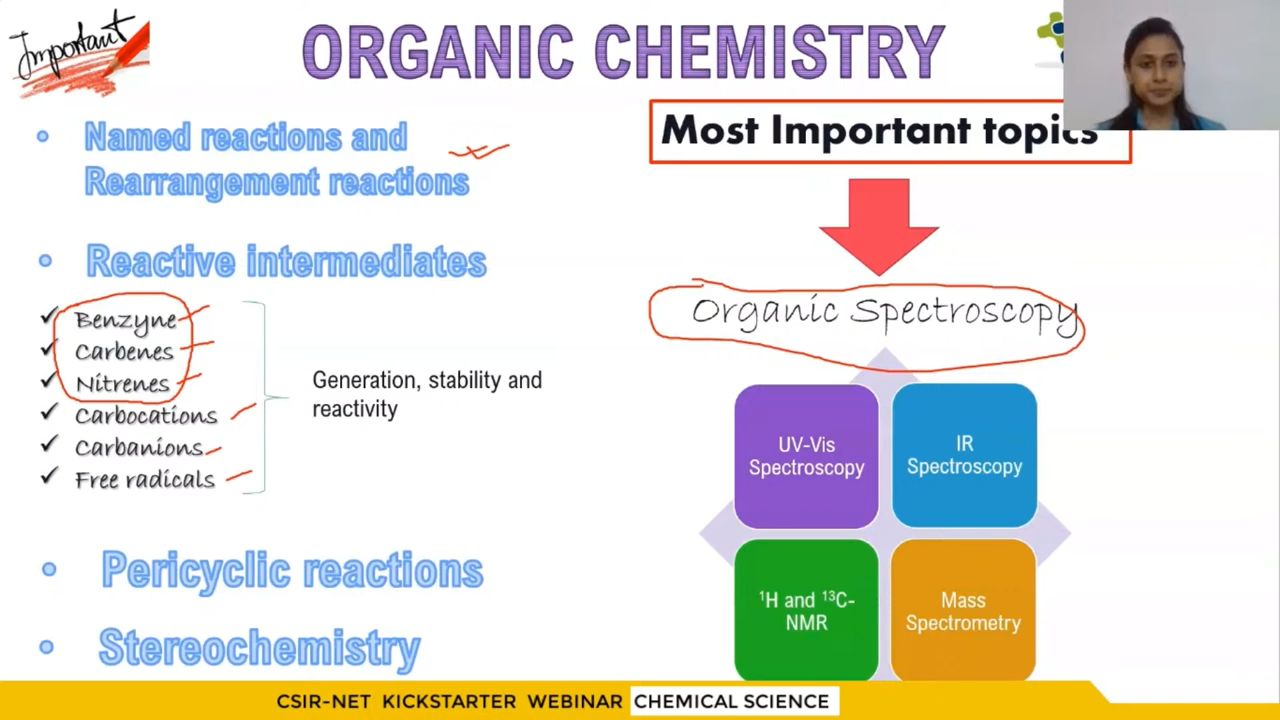 Important
ORGANIC CHEMISTRY
• Named reactions and
Rearrangement reactions
• Reactive intermediates
✓ Benzyne
✓ Carbenes
✓ Nitrenes
✓ Carbocations
✓ Carbanions
✓ Free radicals
Generation, stability and
reactivity
• Pericyclic reactions
• Stereochemistry
Most Important topics
Organic Spectroscopy
UV-Vis
Spectroscopy
IR
Spectroscopy
¹H and ¹³C-
NMR
Mass
Spectrometry
CSIR-NET KICKSTARTER WEBINAR CHEMICAL SCIENCE